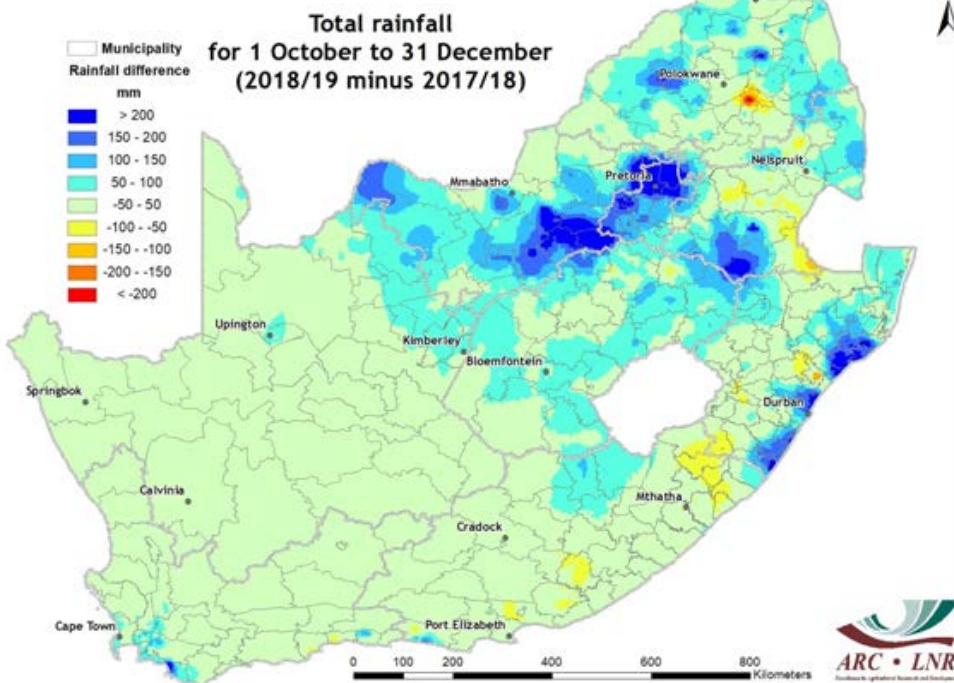 Total rainfall
for 1 October to 31 December
(2018/19 minus 2017/18)
Municipality
Rainfall difference
mm
> 200
150 - 200
100 - 150
50 - 100
-50 - 50
-100 - -50
-150 - -100
-200 - -150
< -200
Polokwane
Nelspruit
Pretoria
Mmabatho
Upington
Kimberley
Bloemfontein
Springbok
Durban
Calvinia
Mthatha
Cradock
Cape Town
Port Elizabeth
0 100 200 400 600 800
Kilometers
ARC • LNR